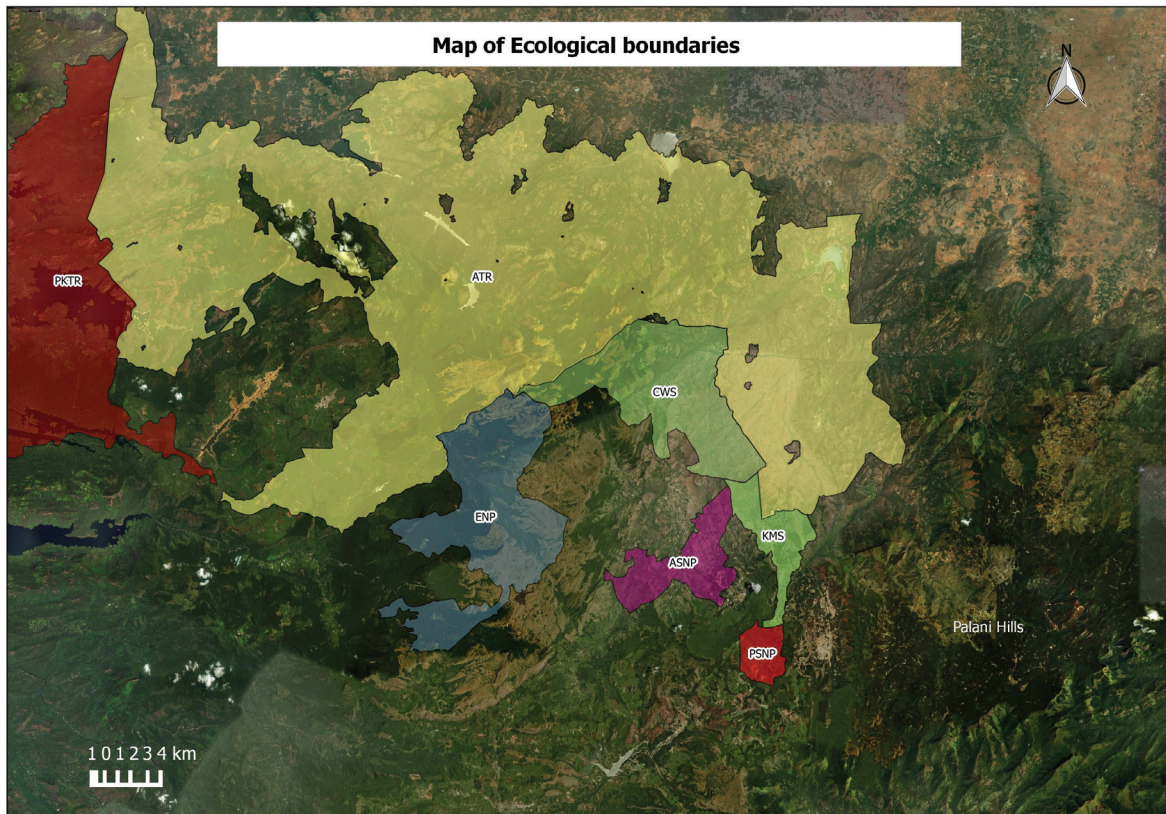 Map of Ecological boundaries
N
PKTR
ATR
CWS
ENP
KMS
ASNP
Palani Hills
PSNP
1 0 1 2 3 4 km